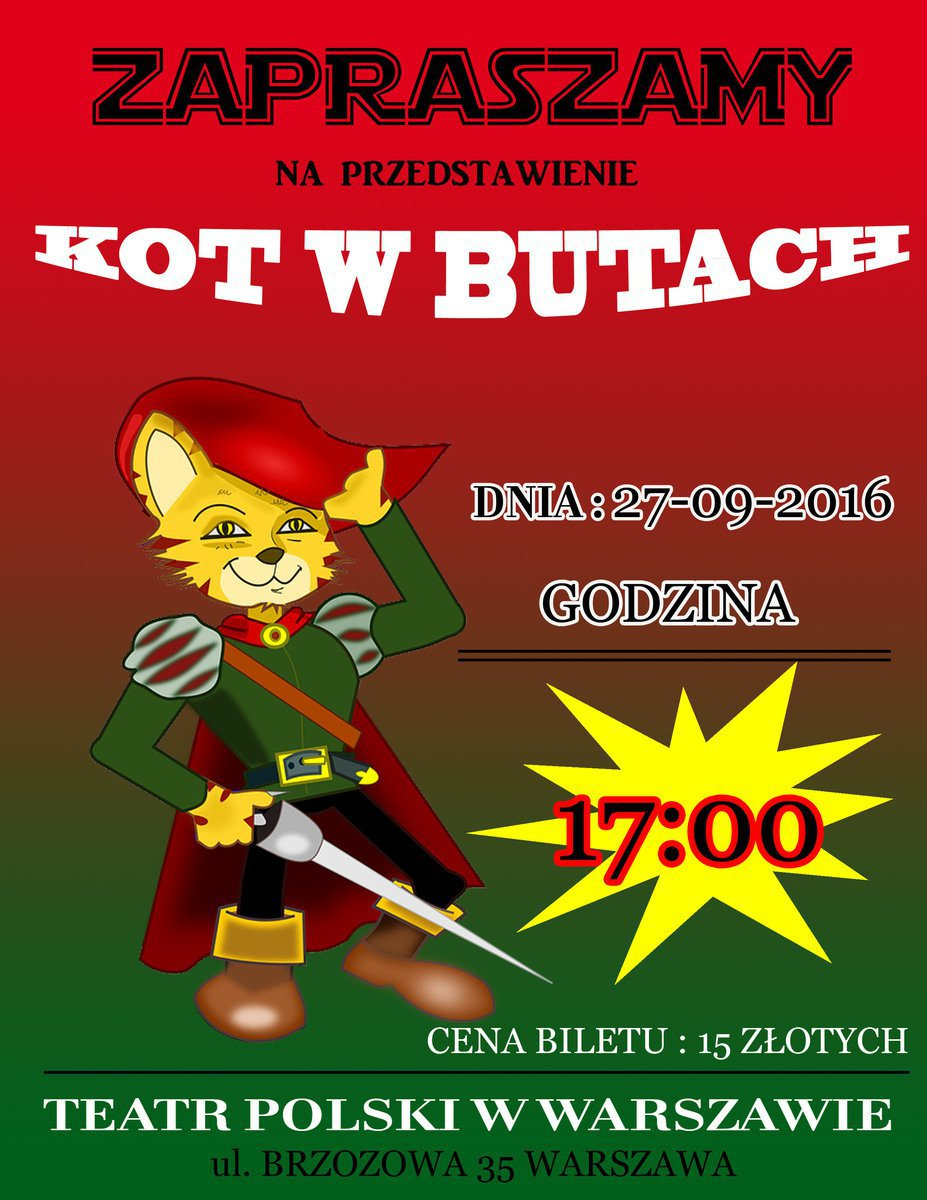 ZAPRASZAMY
NA PRZEDSTAWIENIE
KOT W BUTACH
DNIA : 27-09-2016
GODZINA
17:00
CENA BILETU : 15 ZŁOTYCH
TEATR POLSKI W WARSZAWIE
ul. BRZOZOWA 35 WARSZAWA